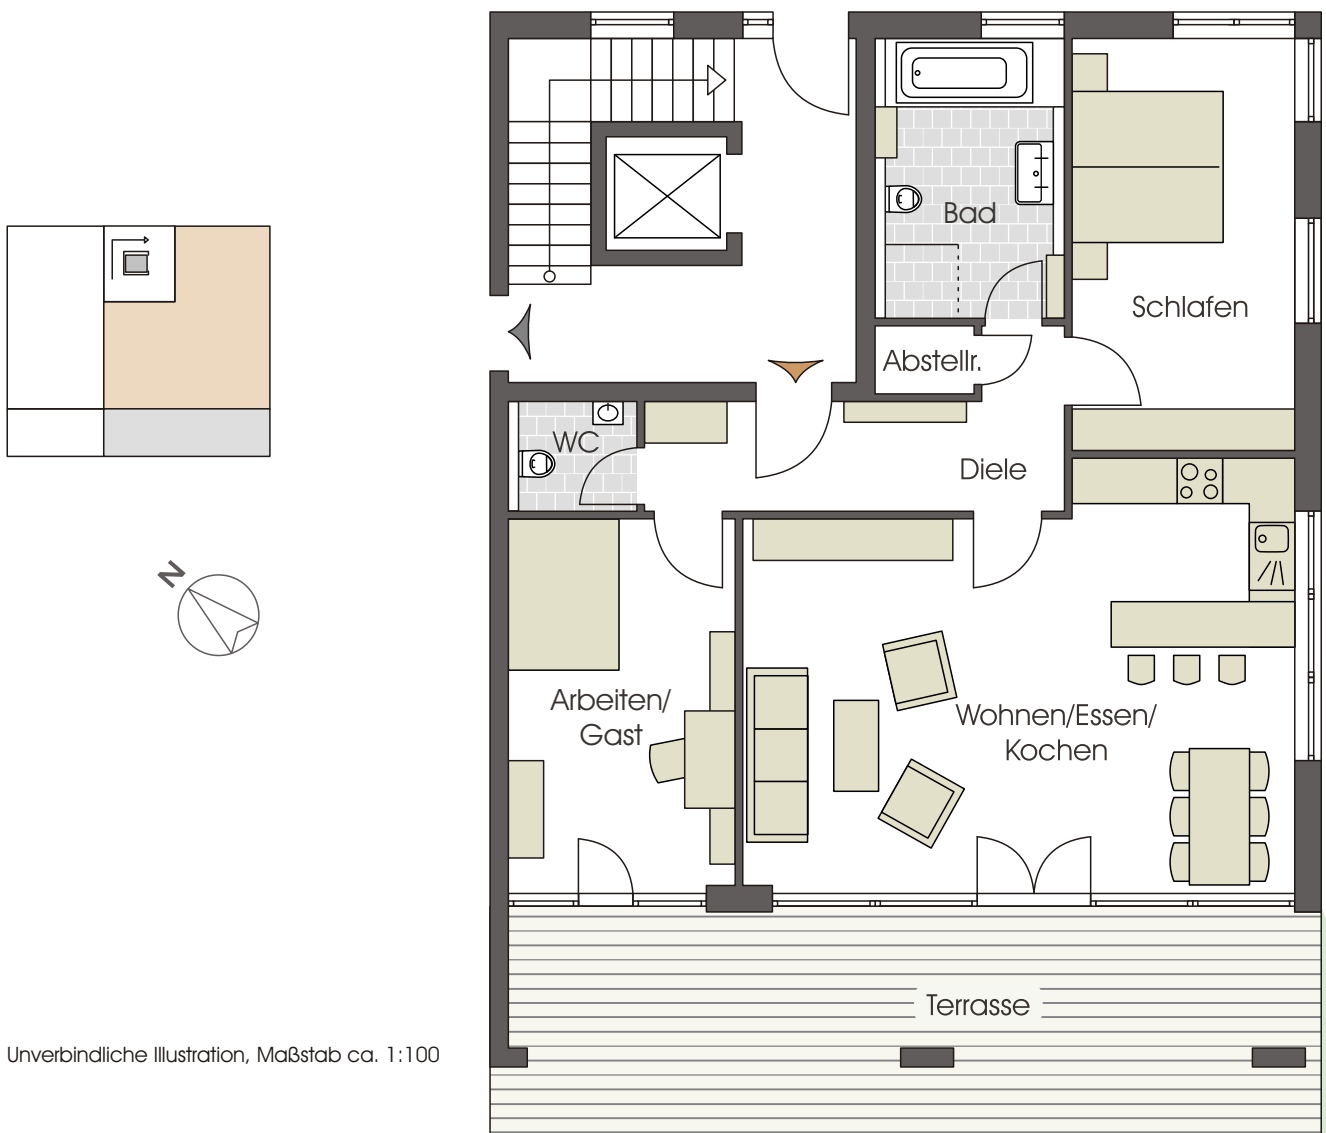 Bad
Schlafen
Abstellr.
WC
Diele
N
Arbeiten/
Gast
Wohnen/Essen/
Kochen
Terrasse
Unverbindliche Illustration, Maßstab ca. 1:100